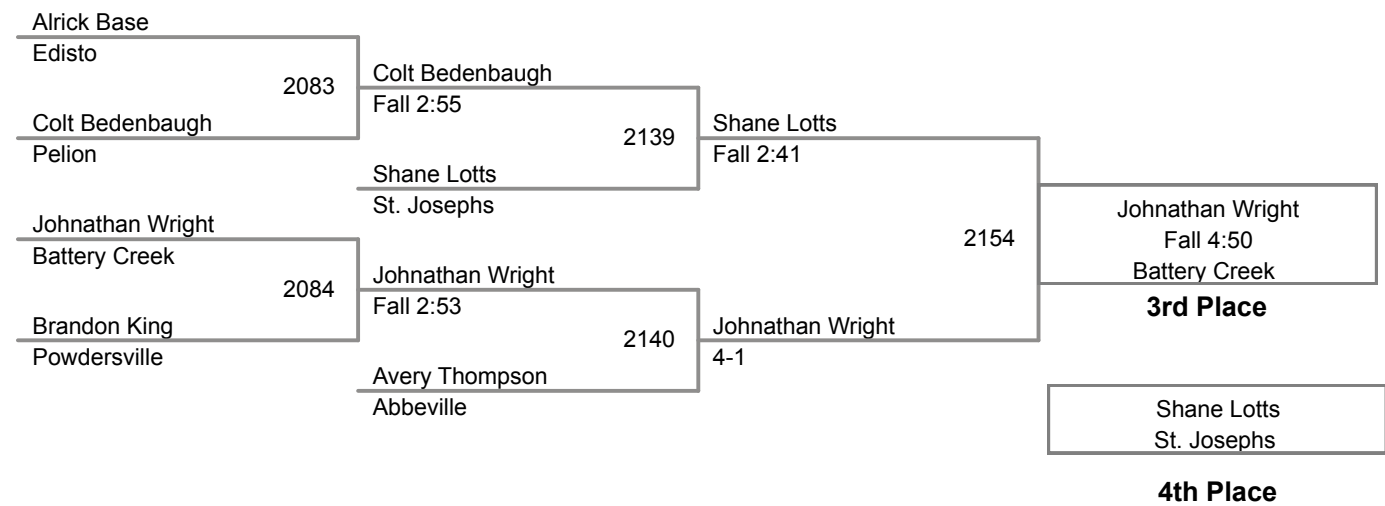 Alrick Base
Edisto
2083
Colt Bedenbaugh
Pelion
Colt Bedenbaugh
Fall 2:55
2139
Shane Lotts
St. Josephs
Shane Lotts
Fall 2:41
Johnathan Wright
Battery Creek
2084
Brandon King
Powdersville
Johnathan Wright
Fall 2:53
2140
Avery Thompson
Abbeville
Johnathan Wright
4-1
2154
Johnathan Wright
Fall 4:50
Battery Creek
3rd Place
Shane Lotts
St. Josephs
4th Place